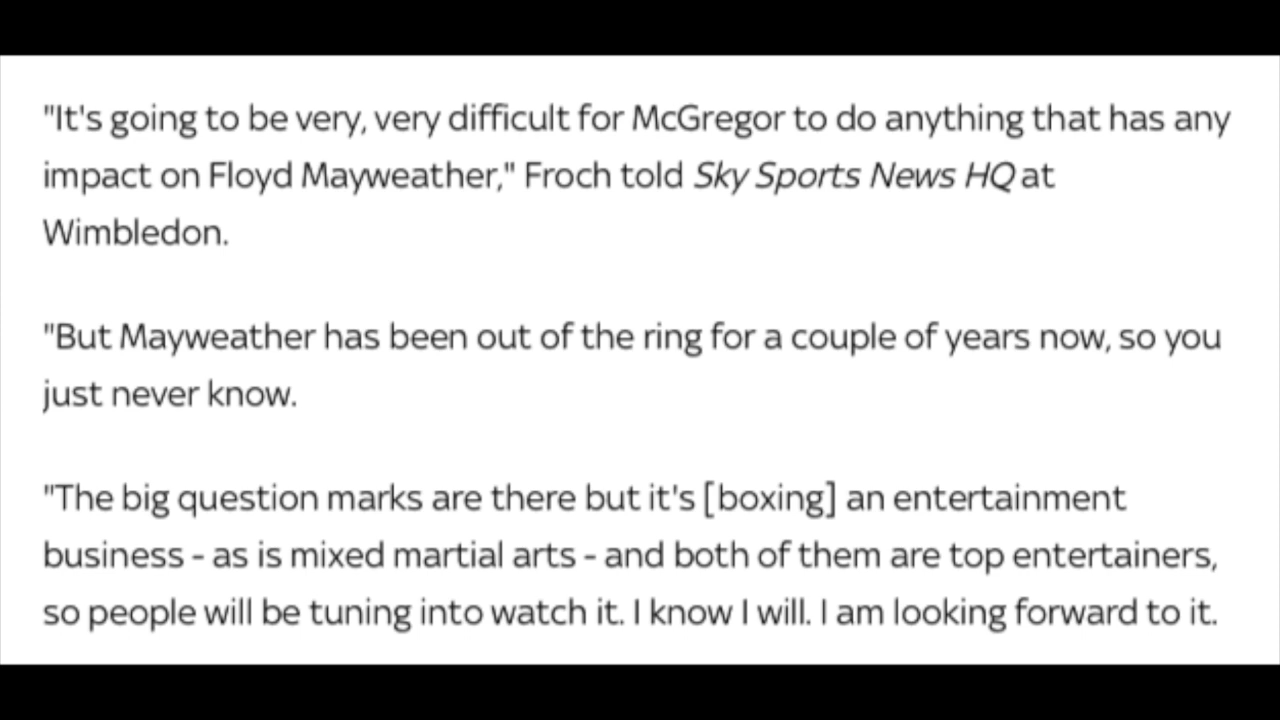 "It's going to be very, very difficult for McGregor to do anything that has any
impact on Floyd Mayweather," Froch told Sky Sports News HQ at
Wimbledon.
"But Mayweather has been out of the ring for a couple of years now, so you
just never know.
"The big question marks are there but it's [boxing] an entertainment
business - as is mixed martial arts - and both of them are top entertainers,
so people will be tuning into watch it. I know I will. I am looking forward to it.